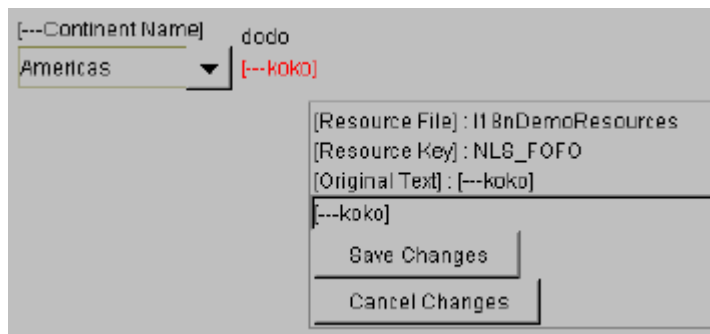 [---Continent Name]
dodo
Americas
[---koko]
[Resource File] : I18nDemoResources
[Resource Key] : NLS_FOFO
[Original Text] : [---koko]
[---koko]
Save Changes
Cancel Changes